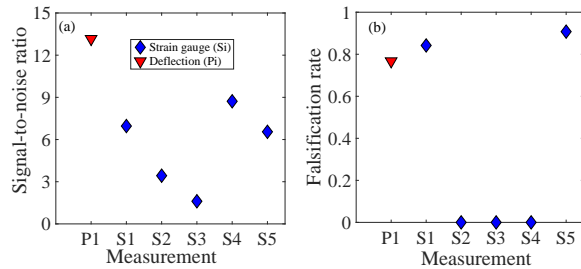 (a)
Signal-to-noise ratio
15
12
9
6
3
0
Strain gauge (Si)
Deflection (Pi)
P1 S1 S2 S3 S4 S5
Measurement
(b)
Falsification rate
1
0.8
0.6
0.4
0.2
0
P1 S1 S2 S3 S4 S5
Measurement